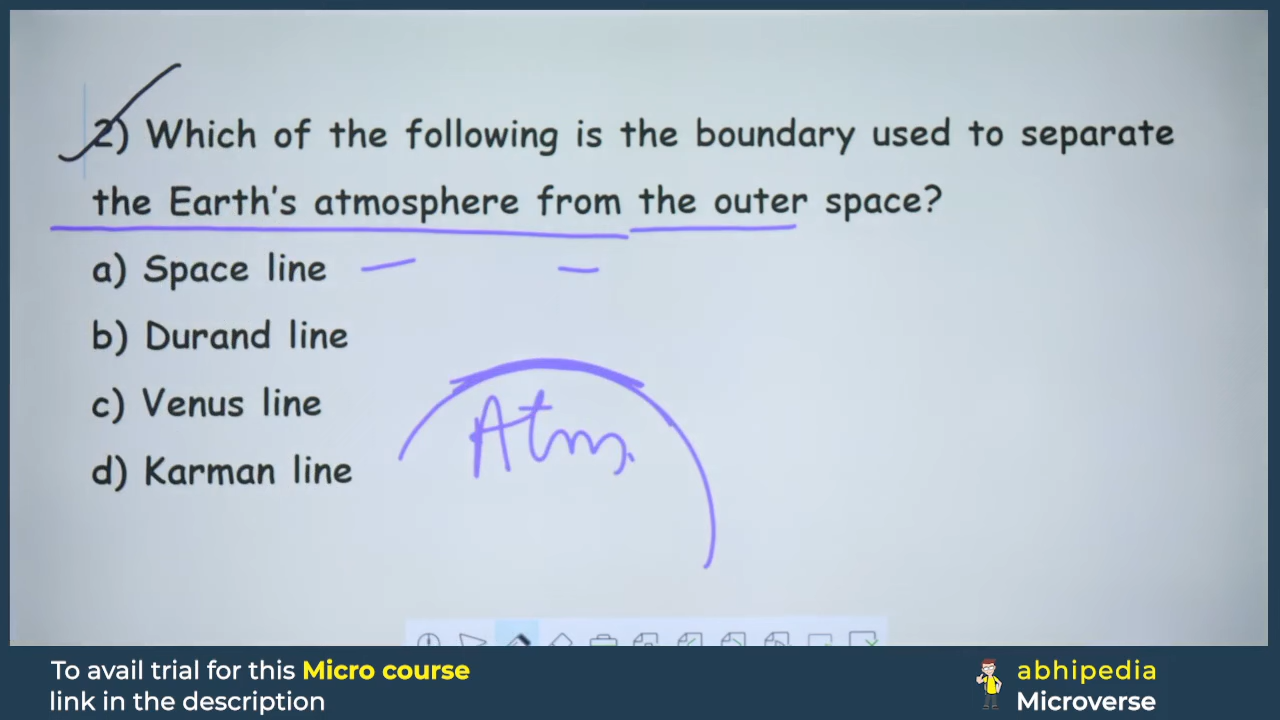 2) Which of the following is the boundary used to separate
the Earth's atmosphere from the outer space?
a) Space line
b) Durand line
c) Venus line
d) Karman line
Atm.
To avail trial for this Micro course
link in the description
abhipedia
Microverse